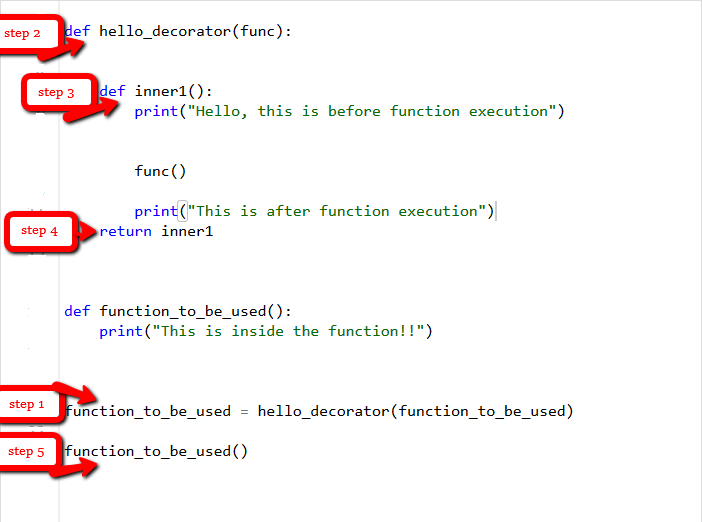 step 2
def hello_decorator(func):
step 3
def inner1():
print("Hello, this is before function execution")
func()
print("This is after function execution")
step 4
return inner1
def function_to_be_used():
print("This is inside the function!!")
step 1
function_to_be_used = hello_decorator(function_to_be_used)
step 5
function_to_be_used()